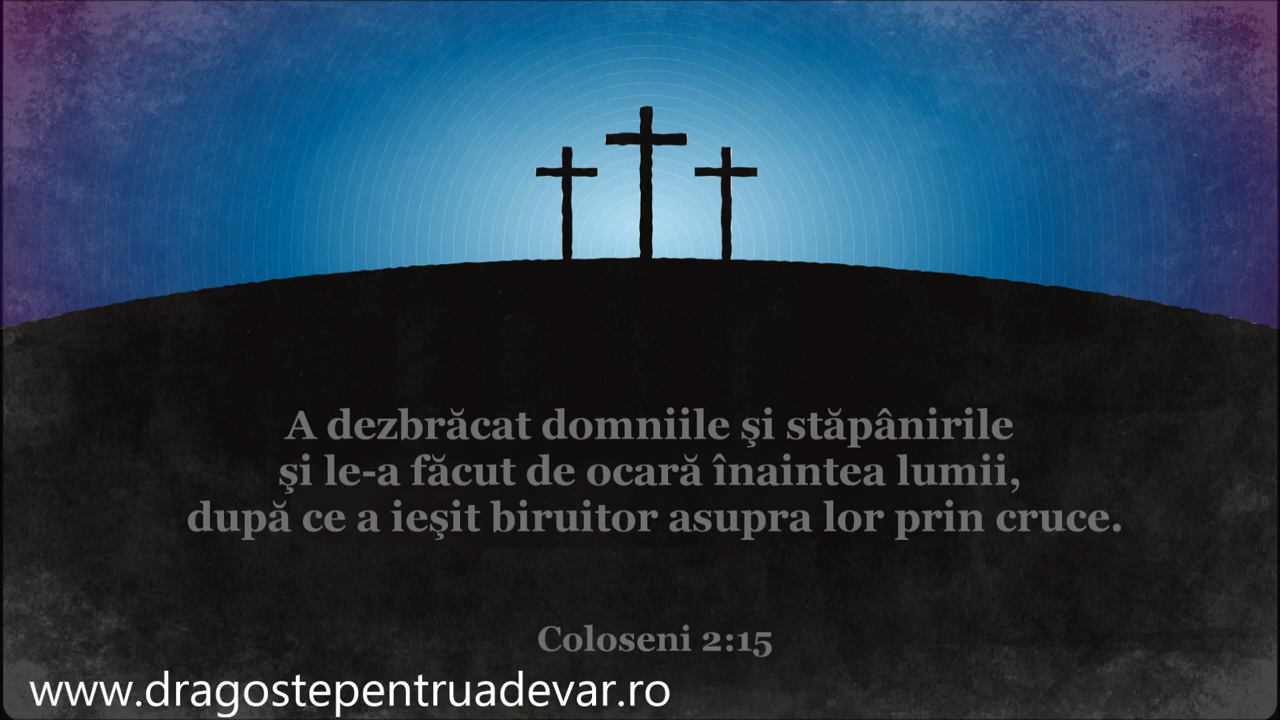 A dezbrăcat domniile şi stăpânirile
şi le-a făcut de ocară înaintea lumii,
după ce a ieşit biruitor asupra lor prin cruce.
Coloseni 2:15
www.dragostepentruadevar.ro